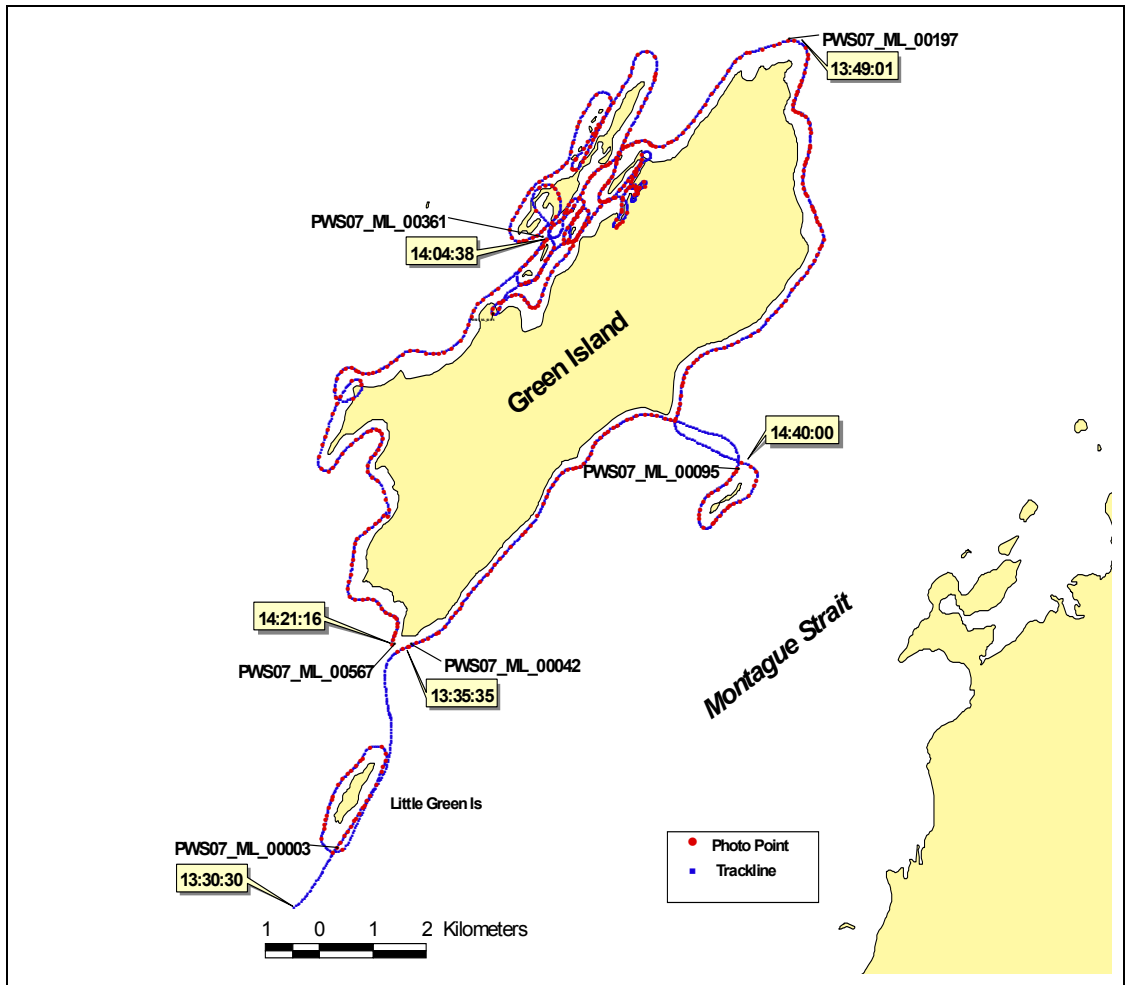 PWS07_ML_00197
13:49:01
PWS07_ML_00361
14:04:38
Green Island
14:40:00
PWS07_ML_00095
Montague Strait
14:21:16
PWS07_ML_00567
PWS07_ML_00042
13:35:35
Little Green Is
PWS07_ML_00003
13:30:30
Photo Point
Trackline
1 0 1 2 Kilometers